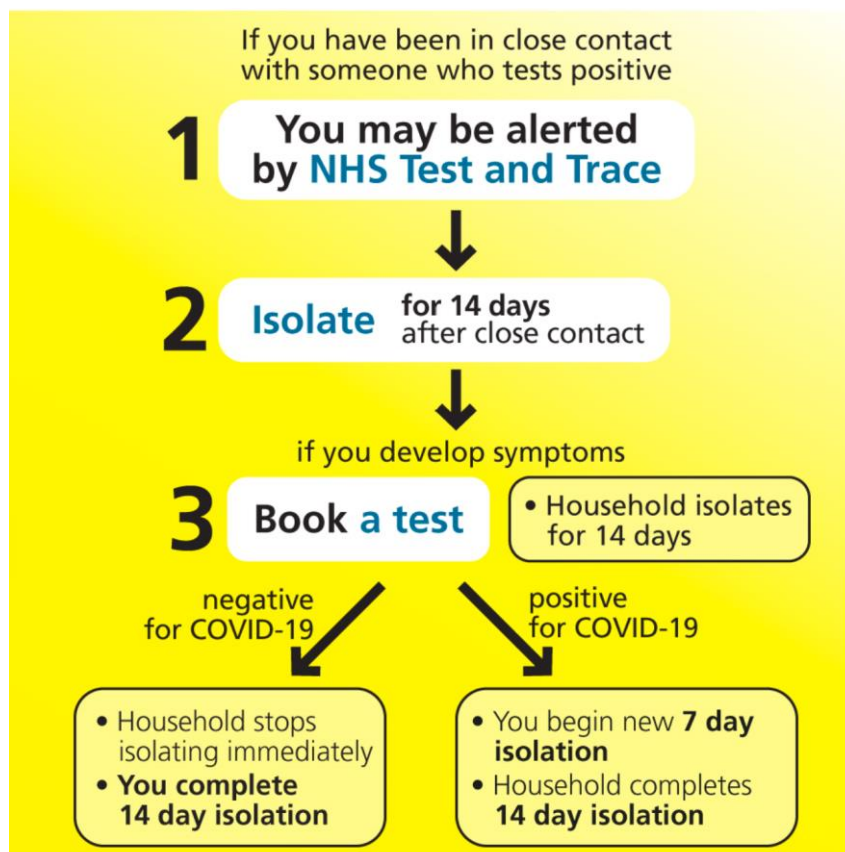 If you have been in close contact
with someone who tests positive
1
You may be alerted
by NHS Test and Trace
2
Isolate
for 14 days
after close contact
if you develop symptoms
3
Book a test
• Household isolates
for 14 days
negative
for COVID-19
positive
for COVID-19
• Household stops
isolating immediately
• You complete
14 day isolation
• You begin new 7 day
isolation
• Household completes
14 day isolation